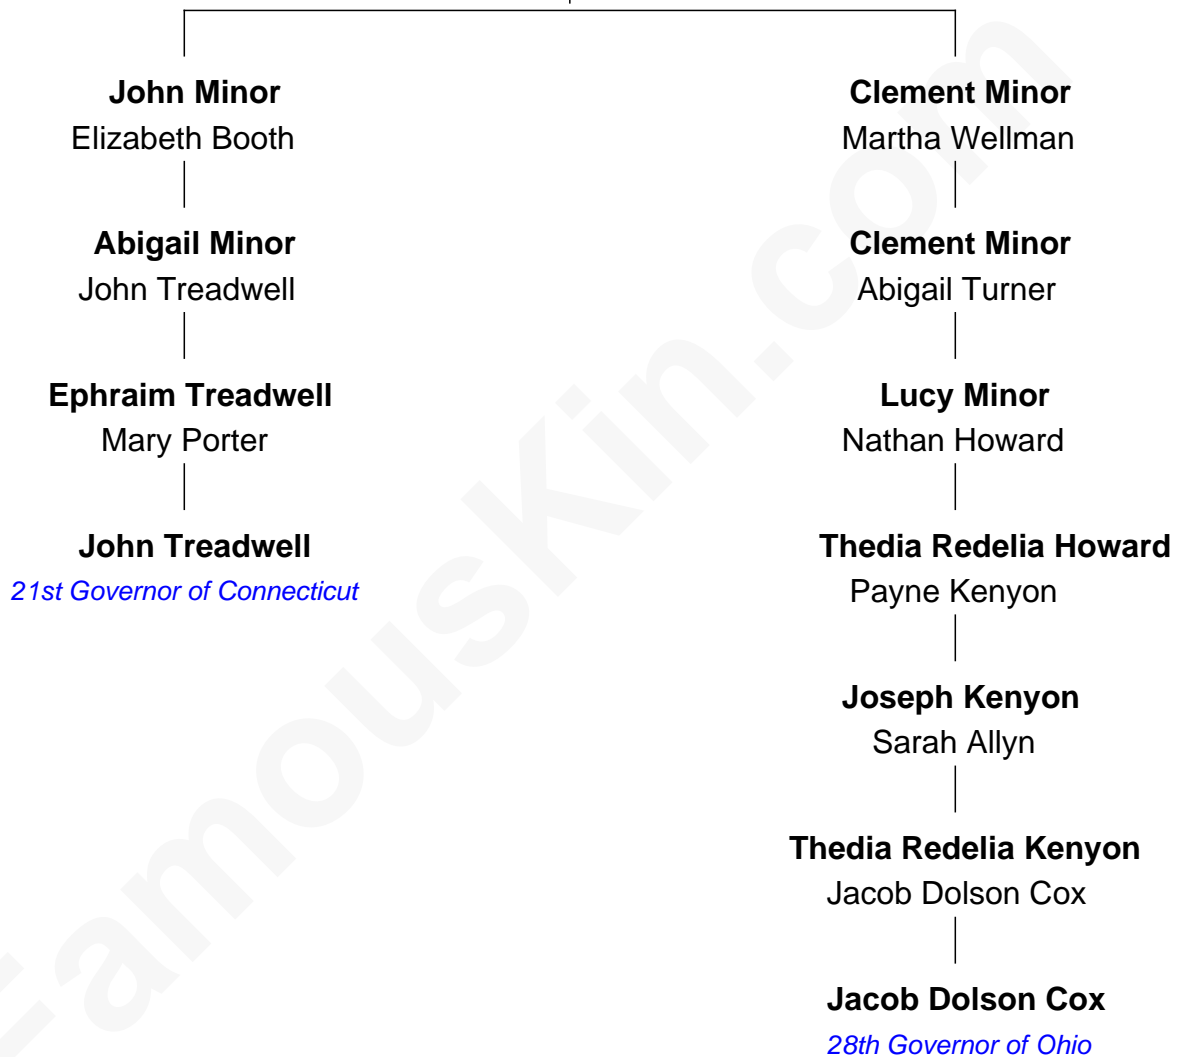 John Minor
Elizabeth Booth
Abigail Minor
John Treadwell
Ephraim Treadwell
Mary Porter
John Treadwell
21st Governor of Connecticut
Clement Minor
Martha Wellman
Clement Minor
Abigail Turner
Lucy Minor
Nathan Howard
Thedia Redelia Howard
Payne Kenyon
Joseph Kenyon
Sarah Allyn
Thedia Redelia Kenyon
Jacob Dolson Cox
Jacob Dolson Cox
28th Governor of Ohio
FamousKin.com